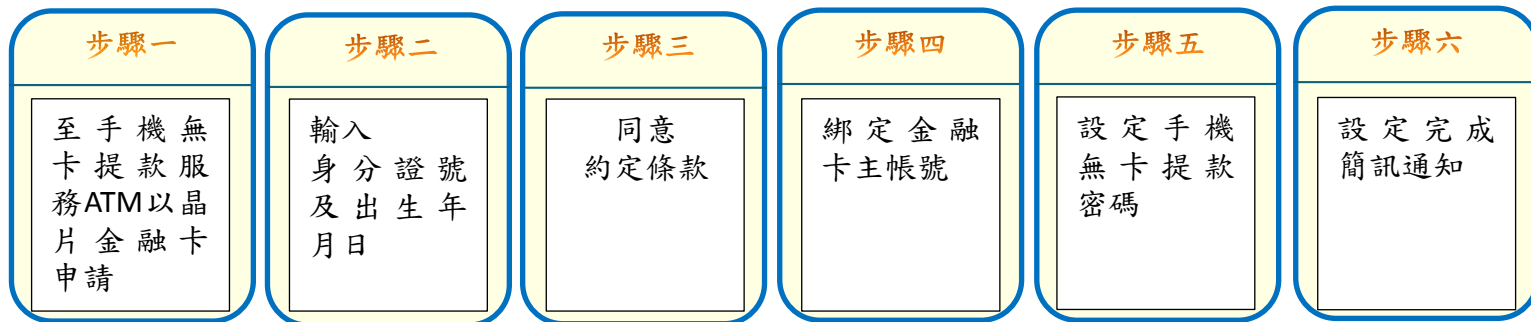 步驟一
至手機無
卡提款服
務ATM以晶
片金融卡
申請
步驟二
輸入
身分證號
及出生年
月日
步驟三
同意
約定條款
步驟四
綁定金融
卡主帳號
步驟五
設定手機
無卡提款
密碼
步驟六
設定完成
簡訊通知